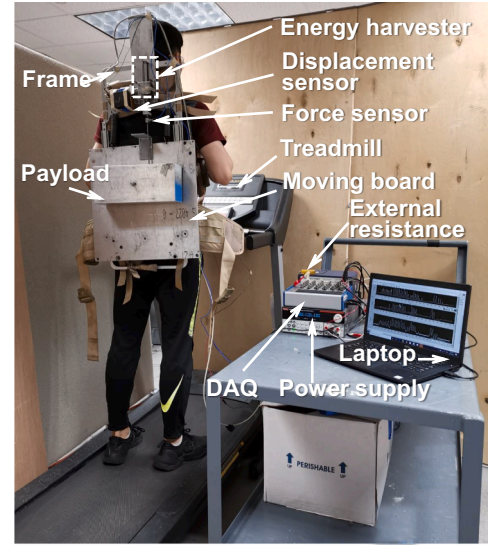 Energy harvester
Displacement
sensor
Frame
Force sensor
Treadmill
Payload
Moving board
External
resistance
Laptop
DAQ
Power supply
PERISHABLE
UP
UP